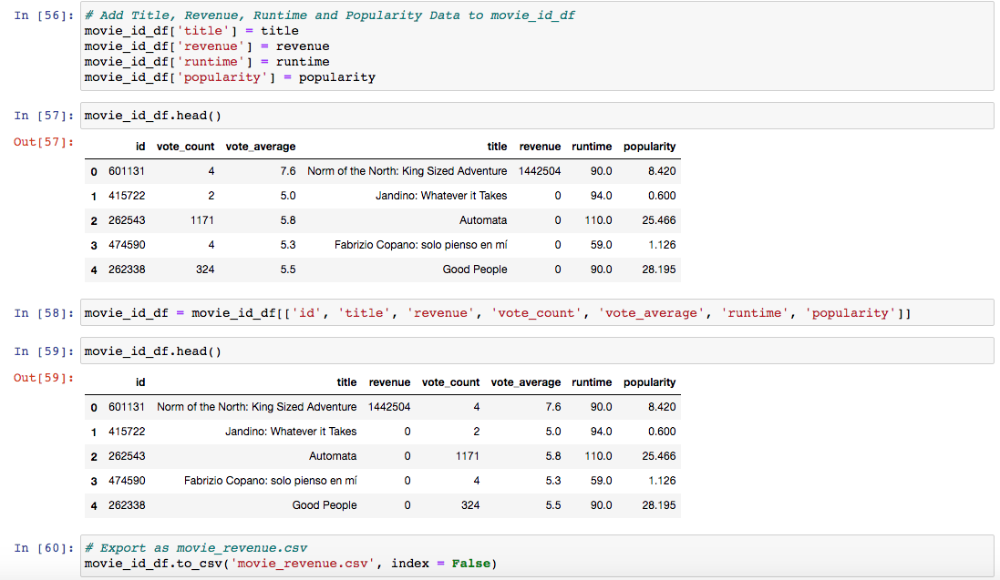 In [56]: # Add Title, Revenue, Runtime and Popularity Data to movie_id_df
movie_id_df['title'] = title
movie_id_df['revenue'] = revenue
movie_id_df['runtime'] = runtime
movie_id_df['popularity'] = popularity
In [57]: movie_id_df.head()
Out[57]:
id vote_count vote_average title revenue runtime popularity
0 601131 4 7.6 Norm of the North: King Sized Adventure 1442504 90.0 8.420
1 415722 2 5.0 Jandino: Whatever it Takes 0 94.0 0.600
2 262543 1171 5.8 Automata 0 110.0 25.466
3 474590 4 5.3 Fabrizio Copano: solo pienso en mí 0 59.0 1.126
4 262338 324 5.5 Good People 0 90.0 28.195
In [58]: movie_id_df = movie_id_df[['id', 'title', 'revenue', 'vote_count', 'vote_average', 'runtime', 'popularity']]
In [59]: movie_id_df.head()
Out[59]:
id title revenue vote_count vote_average runtime popularity
0 601131 Norm of the North: King Sized Adventure 1442504 4 7.6 90.0 8.420
1 415722 Jandino: Whatever it Takes 0 2 5.0 94.0 0.600
2 262543 Automata 0 1171 5.8 110.0 25.466
3 474590 Fabrizio Copano: solo pienso en mí 0 4 5.3 59.0 1.126
4 262338 Good People 0 324 5.5 90.0 28.195
In [60]: # Export as movie_revenue.csv
movie_id_df.to_csv('movie_revenue.csv', index = False)